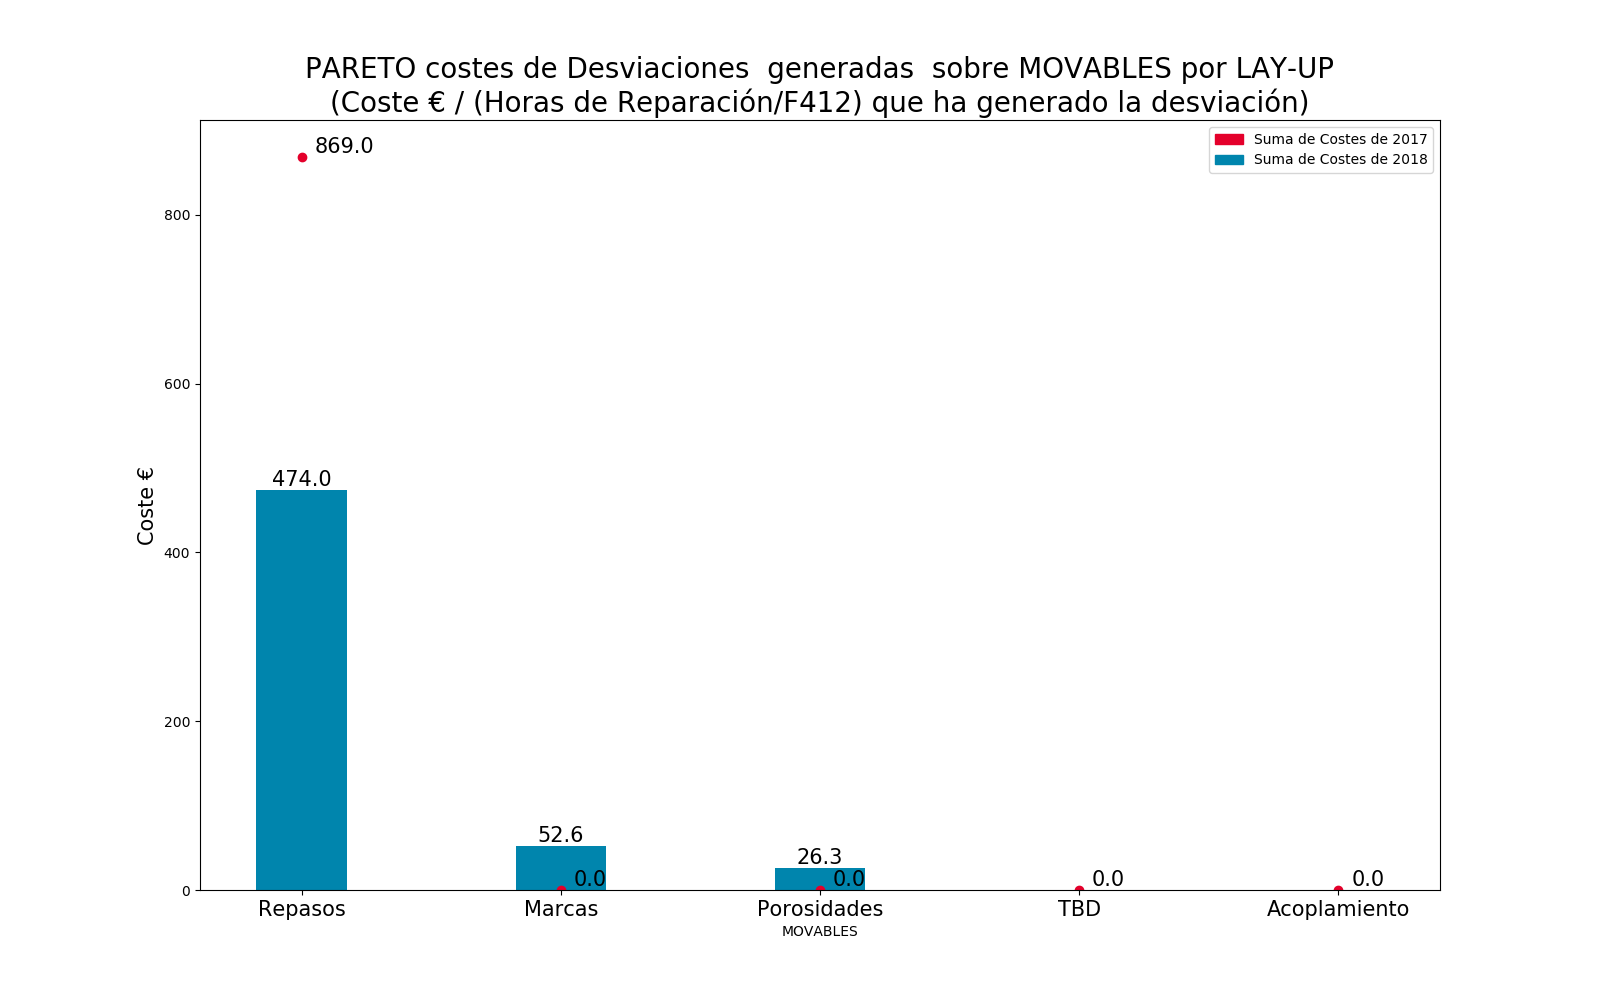 PARETO costes de Desviaciones  generadas  sobre MOVABLES por LAY-UP
(Coste € / (Horas de Reparación/F412) que ha generado la desviación)
Suma de Costes de 2017
Suma de Costes de 2018
Coste €
800
600
400
200
0
869.0
474.0
52.6
0.0
26.3
0.0
0.0
0.0
Repasos
Marcas
Porosidades
TBD
Acoplamiento
MOVABLES